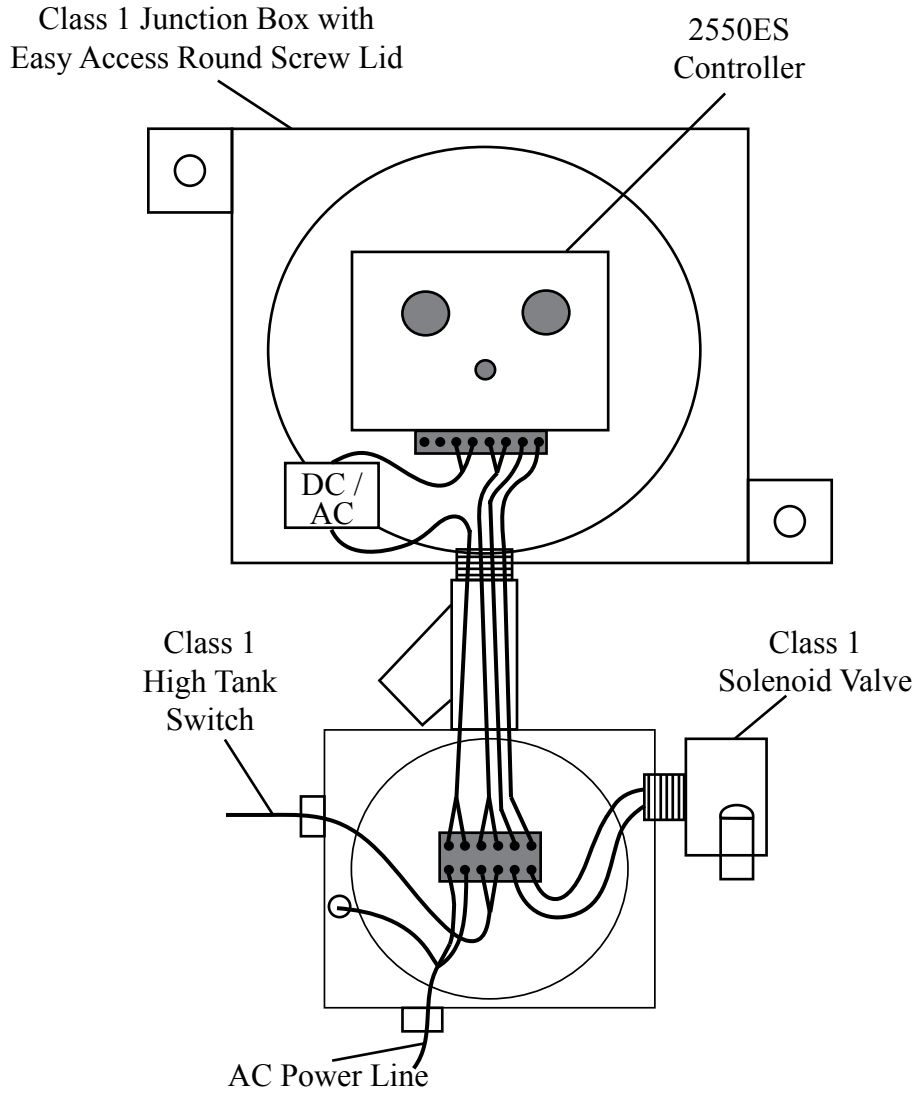 Class 1 Junction Box with
Easy Access Round Screw Lid
2550ES
Controller
DC /
AC
Class 1
High Tank
Switch
Class 1
Solenoid Valve
AC Power Line